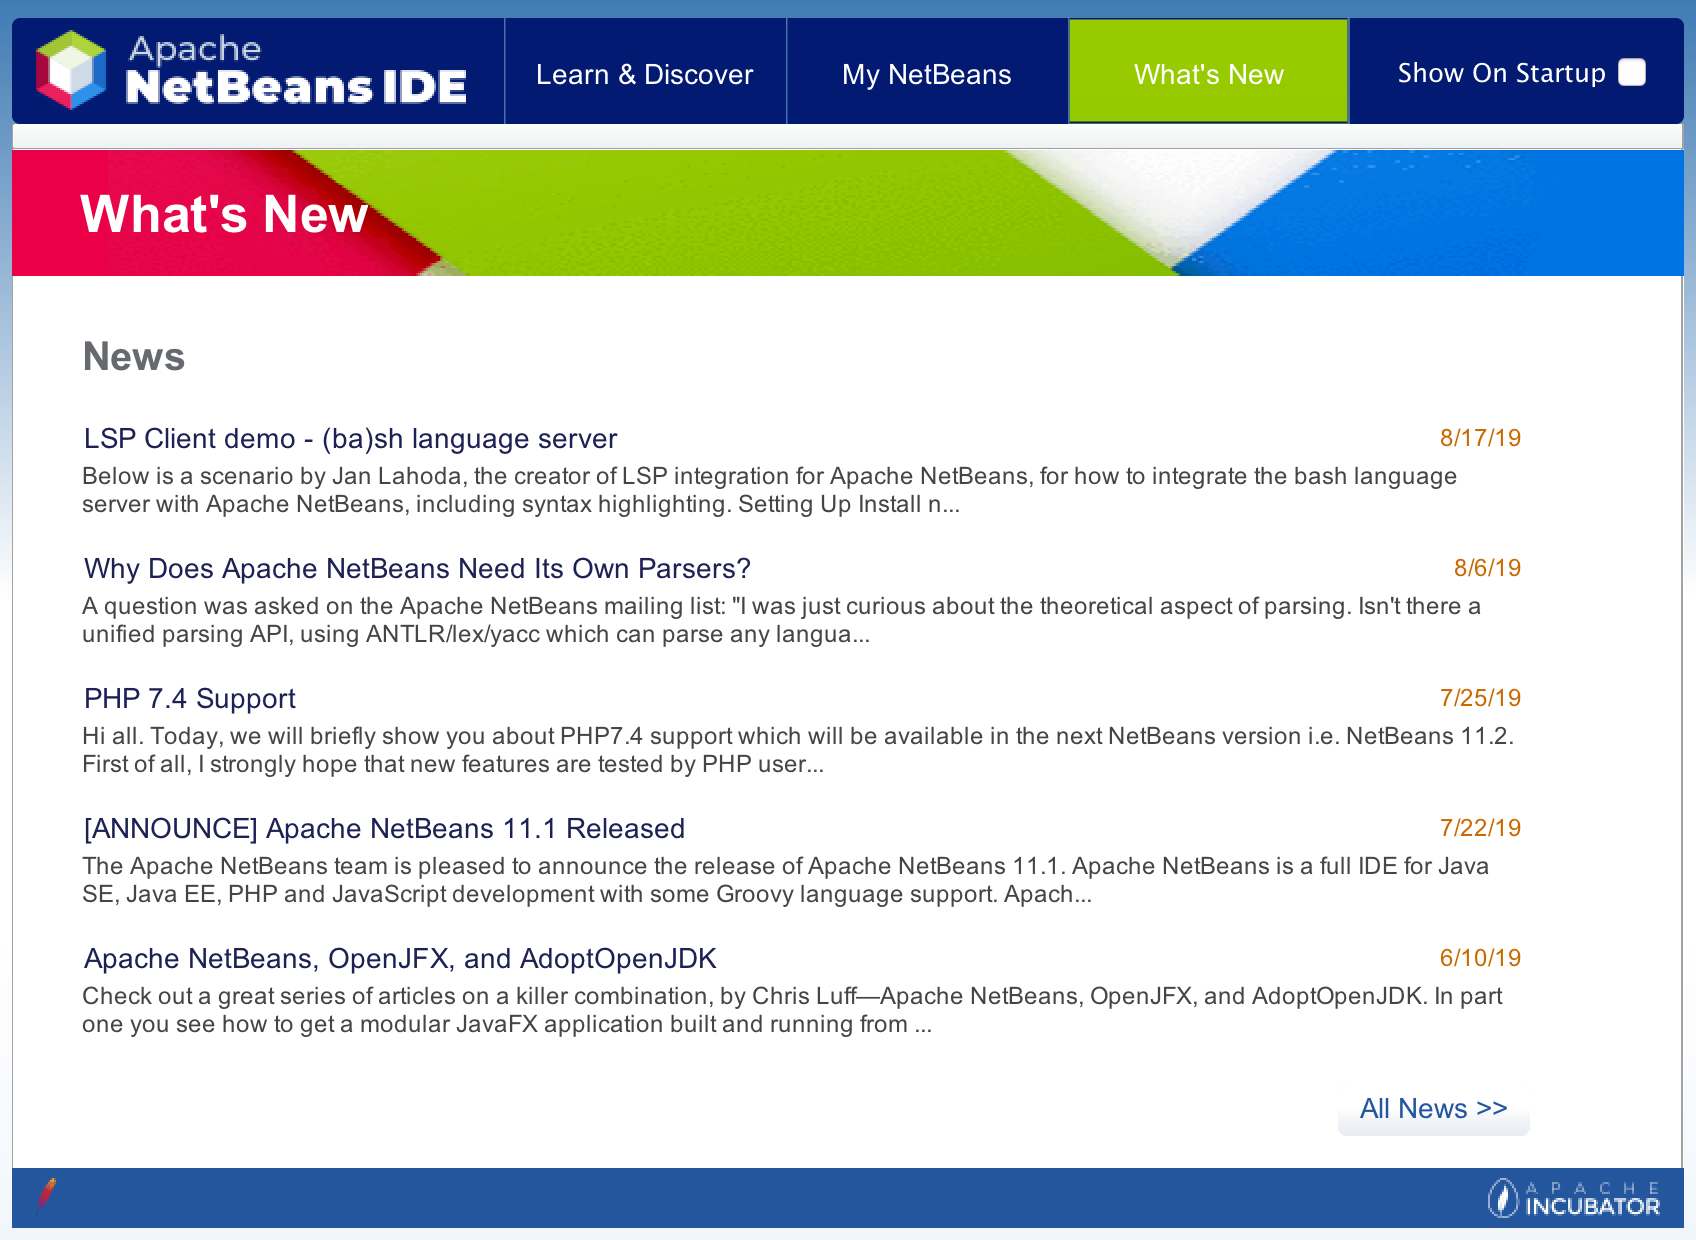 Apache
NetBeans IDE
Learn & Discover
My NetBeans
What's New
Show On Startup
What's New
News
LSP Client demo - (ba)sh language server
8/17/19
Below is a scenario by Jan Lahoda, the creator of LSP integration for Apache NetBeans, for how to integrate the bash language
server with Apache NetBeans, including syntax highlighting. Setting Up Install n...
Why Does Apache NetBeans Need Its Own Parsers?
8/6/19
A question was asked on the Apache NetBeans mailing list: "I was just curious about the theoretical aspect of parsing. Isn't there a
unified parsing API, using ANTLR/lex/yacc which can parse any langua...
PHP 7.4 Support
7/25/19
Hi all. Today, we will briefly show you about PHP7.4 support which will be available in the next NetBeans version i.e. NetBeans 11.2.
First of all, I strongly hope that new features are tested by PHP user...
[ANNOUNCE] Apache NetBeans 11.1 Released
7/22/19
The Apache NetBeans team is pleased to announce the release of Apache NetBeans 11.1. Apache NetBeans is a full IDE for Java
SE, Java EE, PHP and JavaScript development with some Groovy language support. Apach...
Apache NetBeans, OpenJFX, and AdoptOpenJDK
6/10/19
Check out a great series of articles on a killer combination, by Chris Luff—Apache NetBeans, OpenJFX, and AdoptOpenJDK. In part
one you see how to get a modular JavaFX application built and running from ...
All News >>
APACHE
INCUBATOR